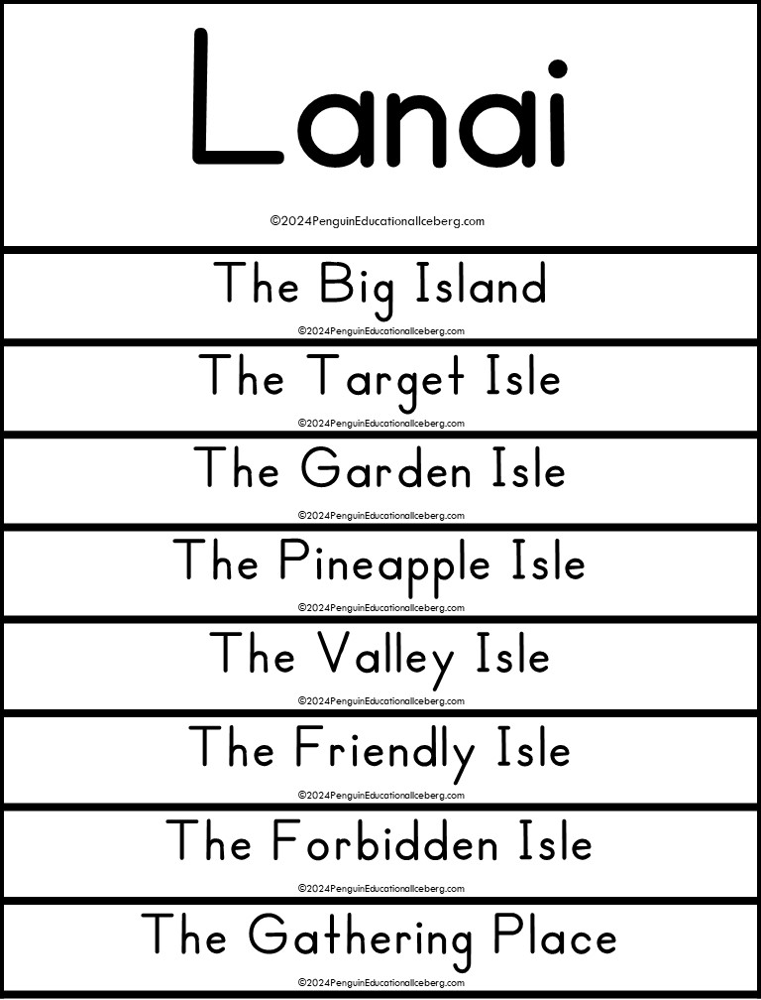 Lanai
©2024PenguinEducationalIceberg.com
The Big Island
©2024PenguinEducationalIceberg.com
The Target Isle
©2024PenguinEducationalIceberg.com
The Garden Isle
©2024PenguinEducationalIceberg.com
The Pineapple Isle
©2024PenguinEducationalIceberg.com
The Valley Isle
©2024PenguinEducationalIceberg.com
The Friendly Isle
©2024PenguinEducationalIceberg.com
The Forbidden Isle
©2024PenguinEducationalIceberg.com
The Gathering Place
©2024PenguinEducationalIceberg.com